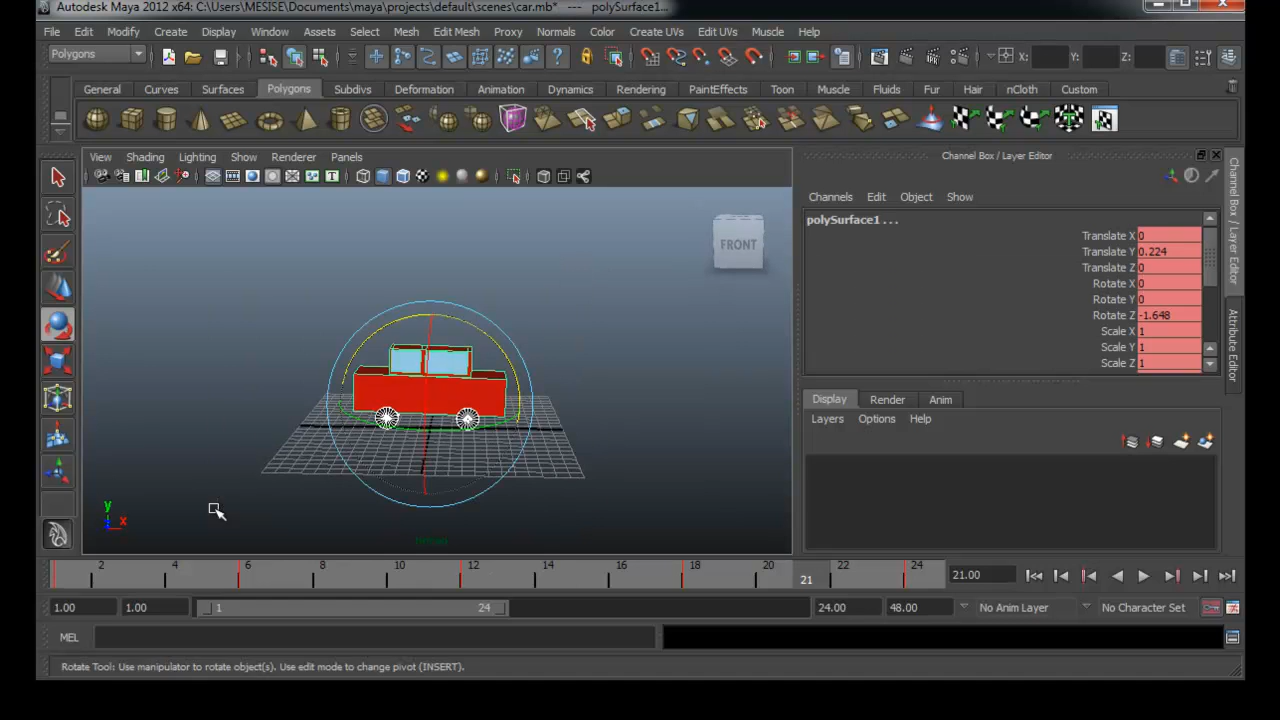 Autodesk Maya 2012 x64: C:\Users\MESISE\Documents\maya\projects\default\scenes\car.mb* --- polySurface1...
File Edit Modify Create Display Window Assets Select Mesh Edit Mesh Proxy Normals Color Create UVs Edit UVs Muscle Help
Polygons X: Y: Z:
General Curves Surfaces Polygons Subdivs Deformation Animation Dynamics Rendering PaintEffects Toon Muscle Fluids Fur Hair nCloth Custom
View Shading Lighting Show Renderer Panels
Channel Box / Layer Editor
Channels Edit Object Show
polySurface1 . . .
Translate X 0
Translate Y 0.224
Translate Z 0
Rotate X 0
Rotate Y 0
Rotate Z -1.648
Scale X 1
Scale Y 1
Scale Z 1
FRONT
Channel Box / Layer Editor
Attribute Editor
Display Render Anim
Layers Options Help
y
x
2 4 6 8 10 12 14 16 18 20 21 22 24
21.00
1.00 1.00 1 24 24.00 48.00 No Anim Layer No Character Set
MEL
Rotate Tool: Use manipulator to rotate object(s). Use edit mode to change pivot (INSERT).